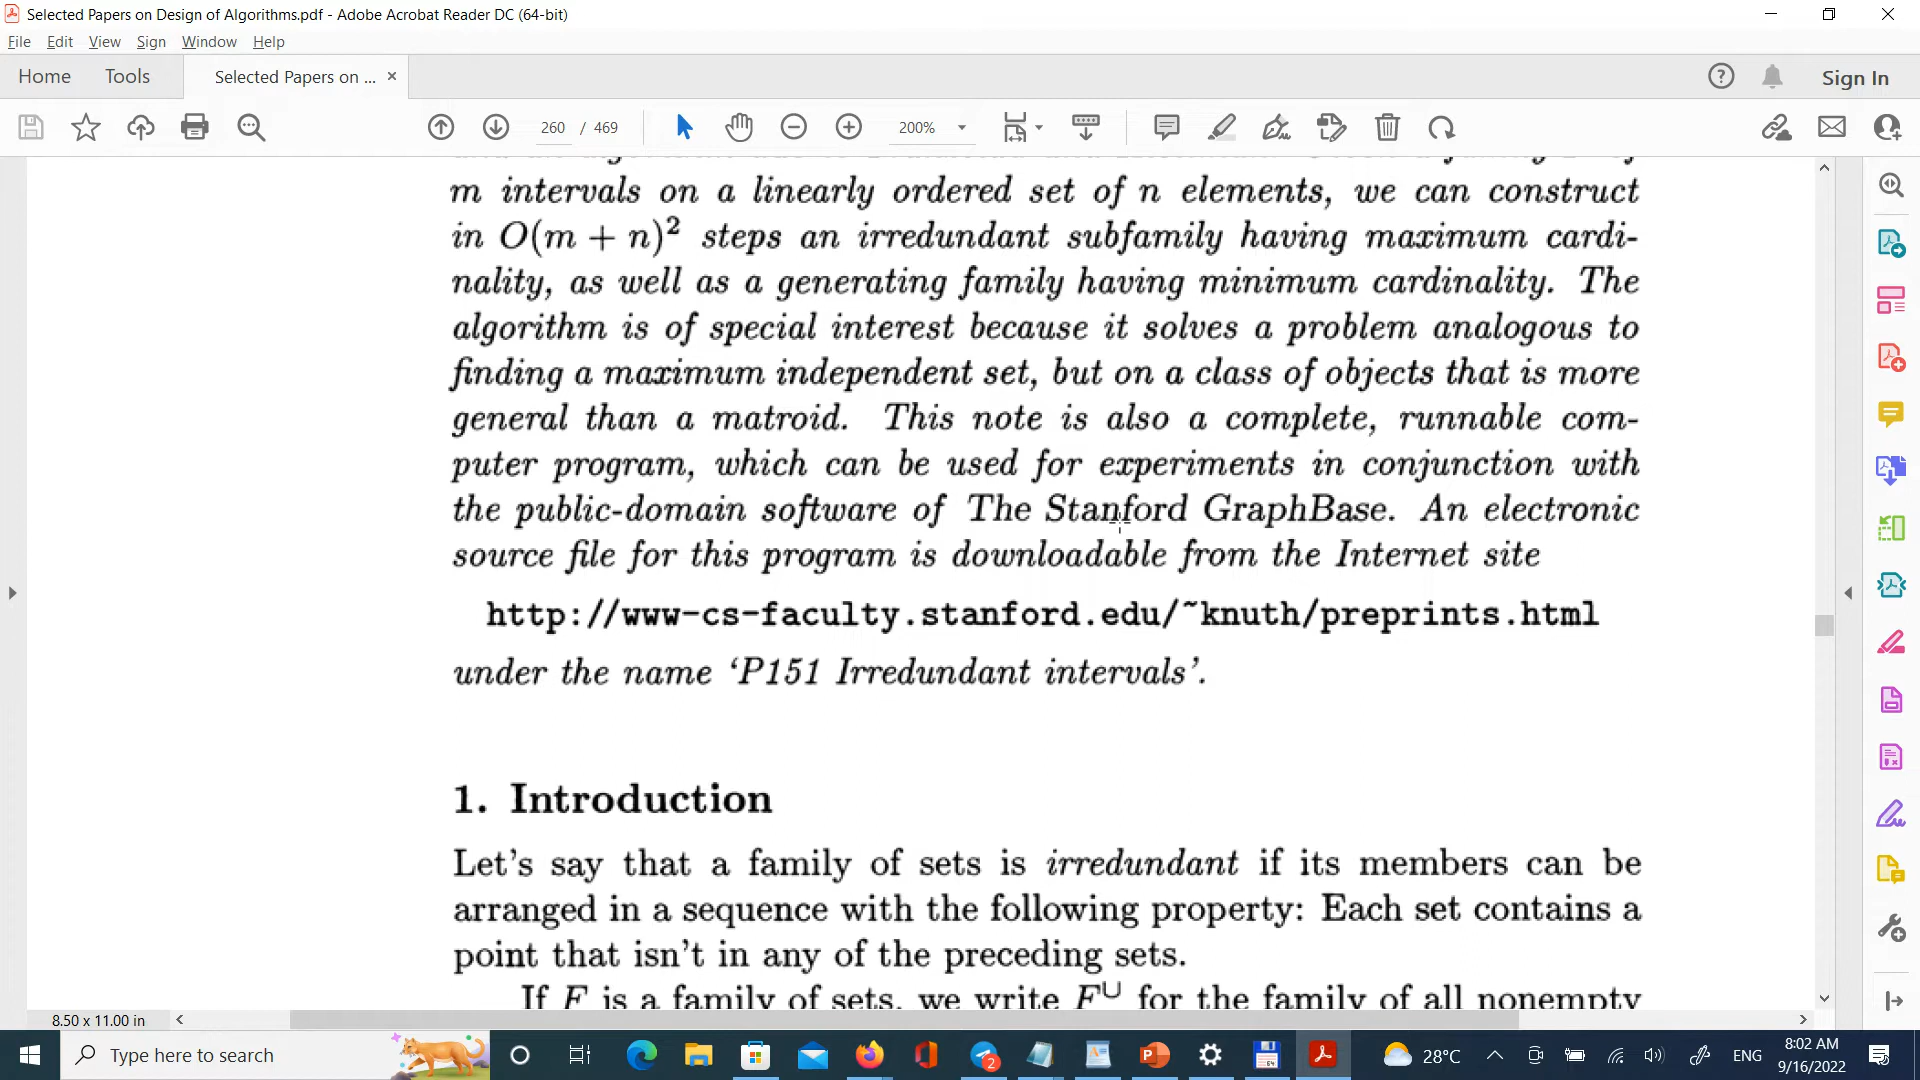 Selected Papers on Design of Algorithms.pdf - Adobe Acrobat Reader DC (64-bit)
File Edit View Sign Window Help
Home Tools Selected Papers on ... × Sign In
260 / 469 200%
m intervals on a linearly ordered set of n elements, we can construct
in O(m + n)² steps an irredundant subfamily having maximum cardi-
nality, as well as a generating family having minimum cardinality. The
algorithm is of special interest because it solves a problem analogous to
finding a maximum independent set, but on a class of objects that is more
general than a matroid. This note is also a complete, runnable com-
puter program, which can be used for experiments in conjunction with
the public-domain software of The Stanford GraphBase. An electronic
source file for this program is downloadable from the Internet site
http://www-cs-faculty.stanford.edu/~knuth/preprints.html
under the name ‘P151 Irredundant intervals’.
1. Introduction
Let’s say that a family of sets is irredundant if its members can be
arranged in a sequence with the following property: Each set contains a
point that isn’t in any of the preceding sets.
If F is a family of sets, we write F∪ for the family of all nonempty
8.50 x 11.00 in
Type here to search
2
64
28°C
ENG
8:02 AM
9/16/2022